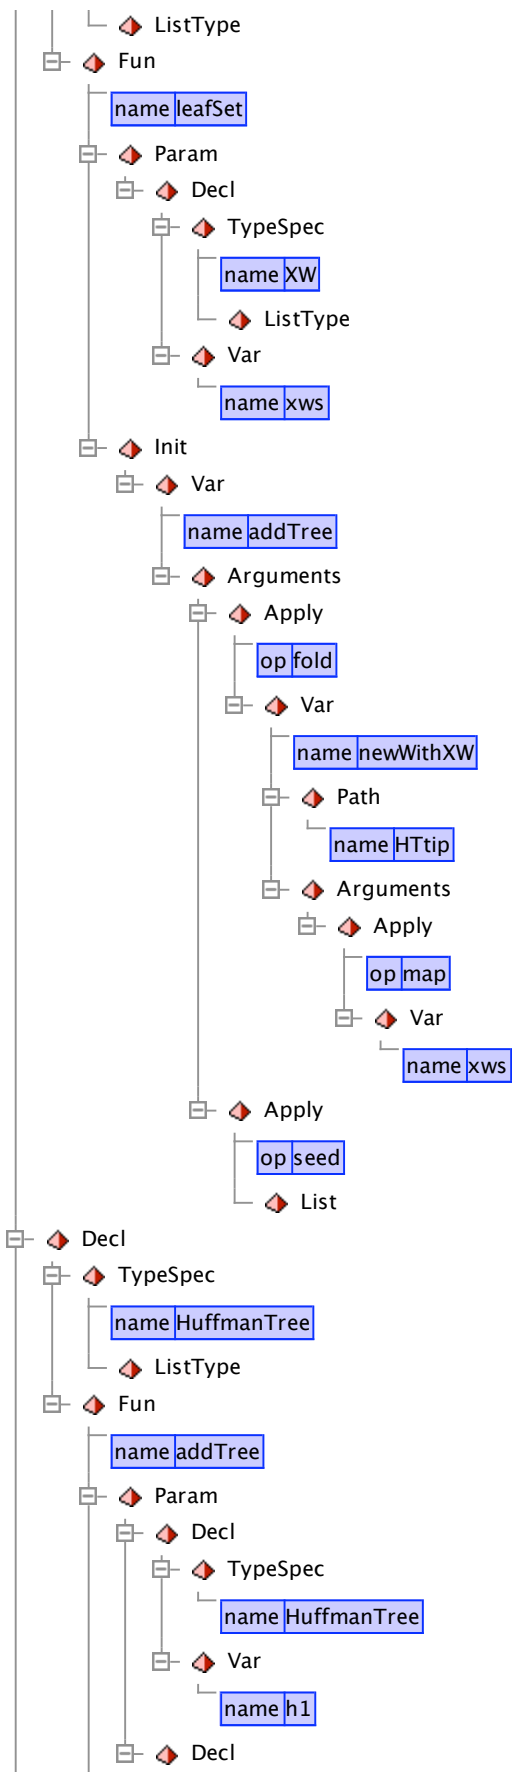 ListType
Fun
name leafSet
Param
Decl
TypeSpec
name XW
ListType
Var
name xws
Init
Var
name addTree
Arguments
Apply
op fold
Var
name newWithXW
Path
name HTtip
Arguments
Apply
op map
Var
name xws
Apply
op seed
List
Decl
TypeSpec
name HuffmanTree
ListType
Fun
name addTree
Param
Decl
TypeSpec
name HuffmanTree
Var
name h1
Decl